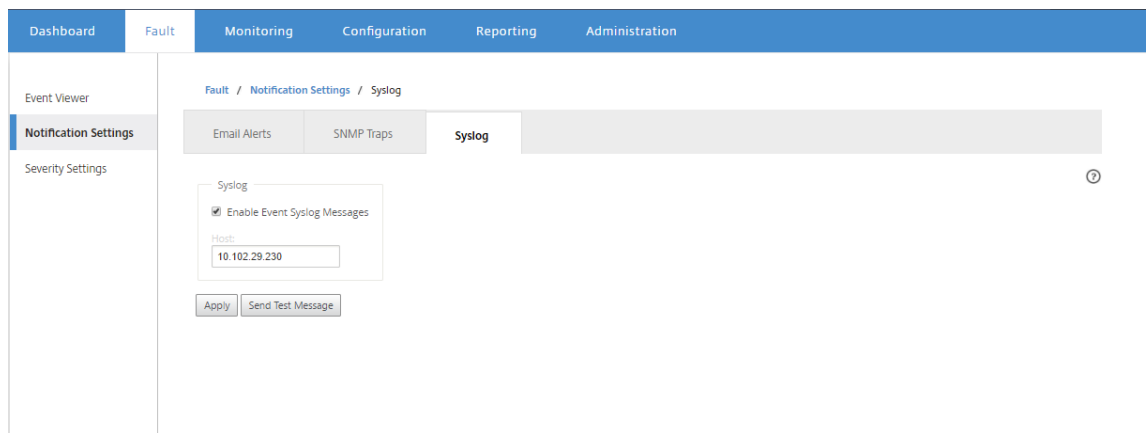 Dashboard Fault Monitoring Configuration Reporting Administration
Event Viewer
Notification Settings
Severity Settings
Fault / Notification Settings / Syslog
Email Alerts SNMP Traps Syslog
?
Syslog
Enable Event Syslog Messages
Host:
10.102.29.230
Apply Send Test Message